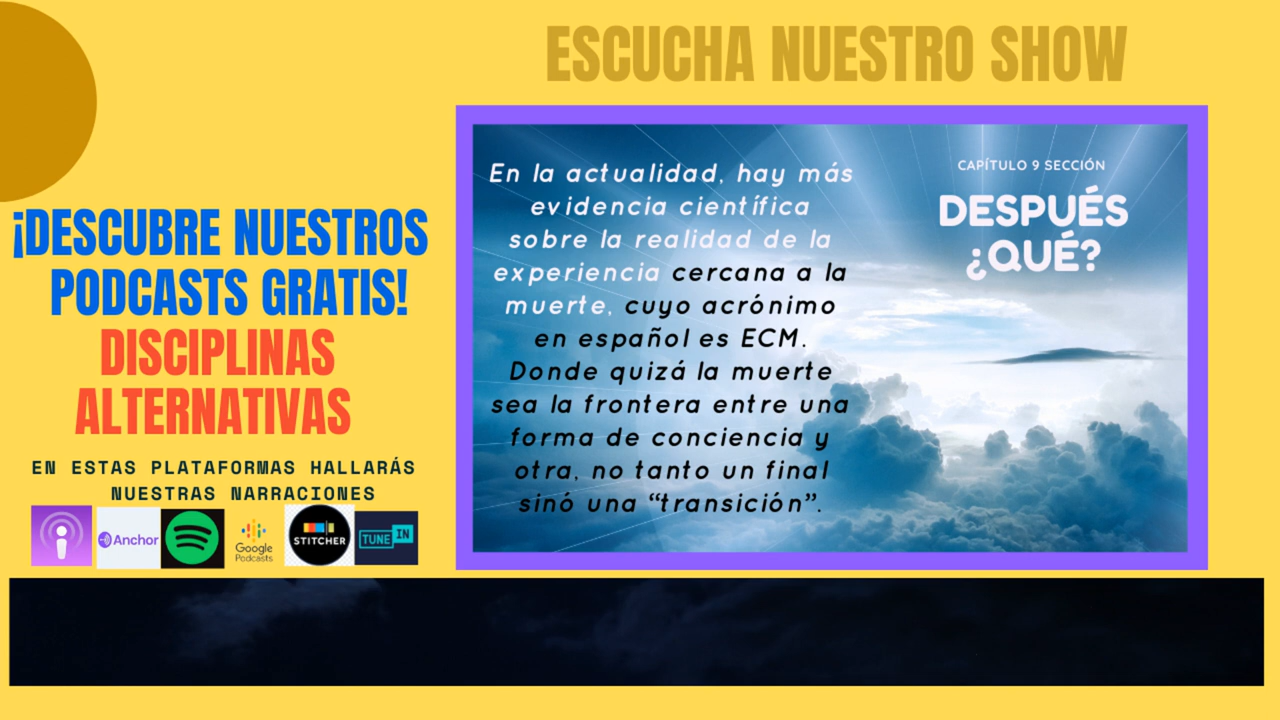 ESCUCHA NUESTRO SHOW
¡DESCUBRE NUESTROS
PODCASTS GRATIS!
DISCIPLINAS
ALTERNATIVAS
EN ESTAS PLATAFORMAS HALLARÁS
NUESTRAS NARRACIONES
Anchor
Google
Podcasts
STITCHER
TUNE IN
En la actualidad, hay más
evidencia científica
sobre la realidad de la
experiencia cercana a la
muerte, cuyo acrónimo
en español es ECM.
Donde quizá la muerte
sea la frontera entre una
forma de conciencia y
otra, no tanto un final
sinó una “transición”.
CAPÍTULO 9 SECCIÓN
DESPUÉS
¿QUÉ?